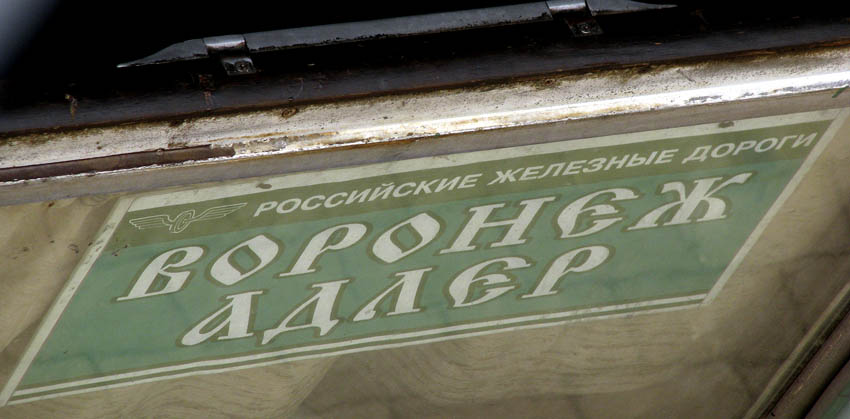 РОССИЙСКИЕ ЖЕЛЕЗНЫЕ ДОРОГИ
ВОРОНЕЖ
АДЛЕР